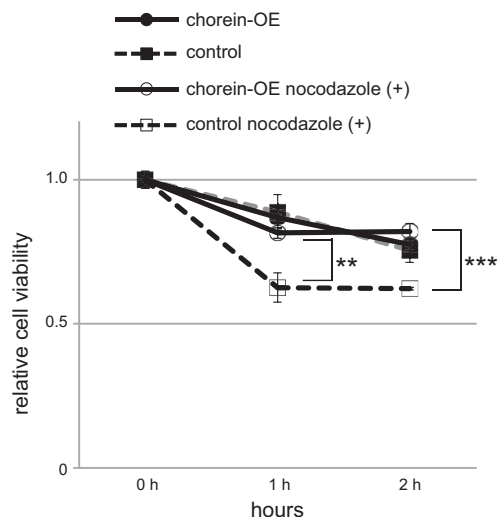 chorein-OE
control
chorein-OE nocodazole (+)
control nocodazole (+)
1.0
0.5
0
relative cell viability
**
***
0 h
1 h
2 h
hours